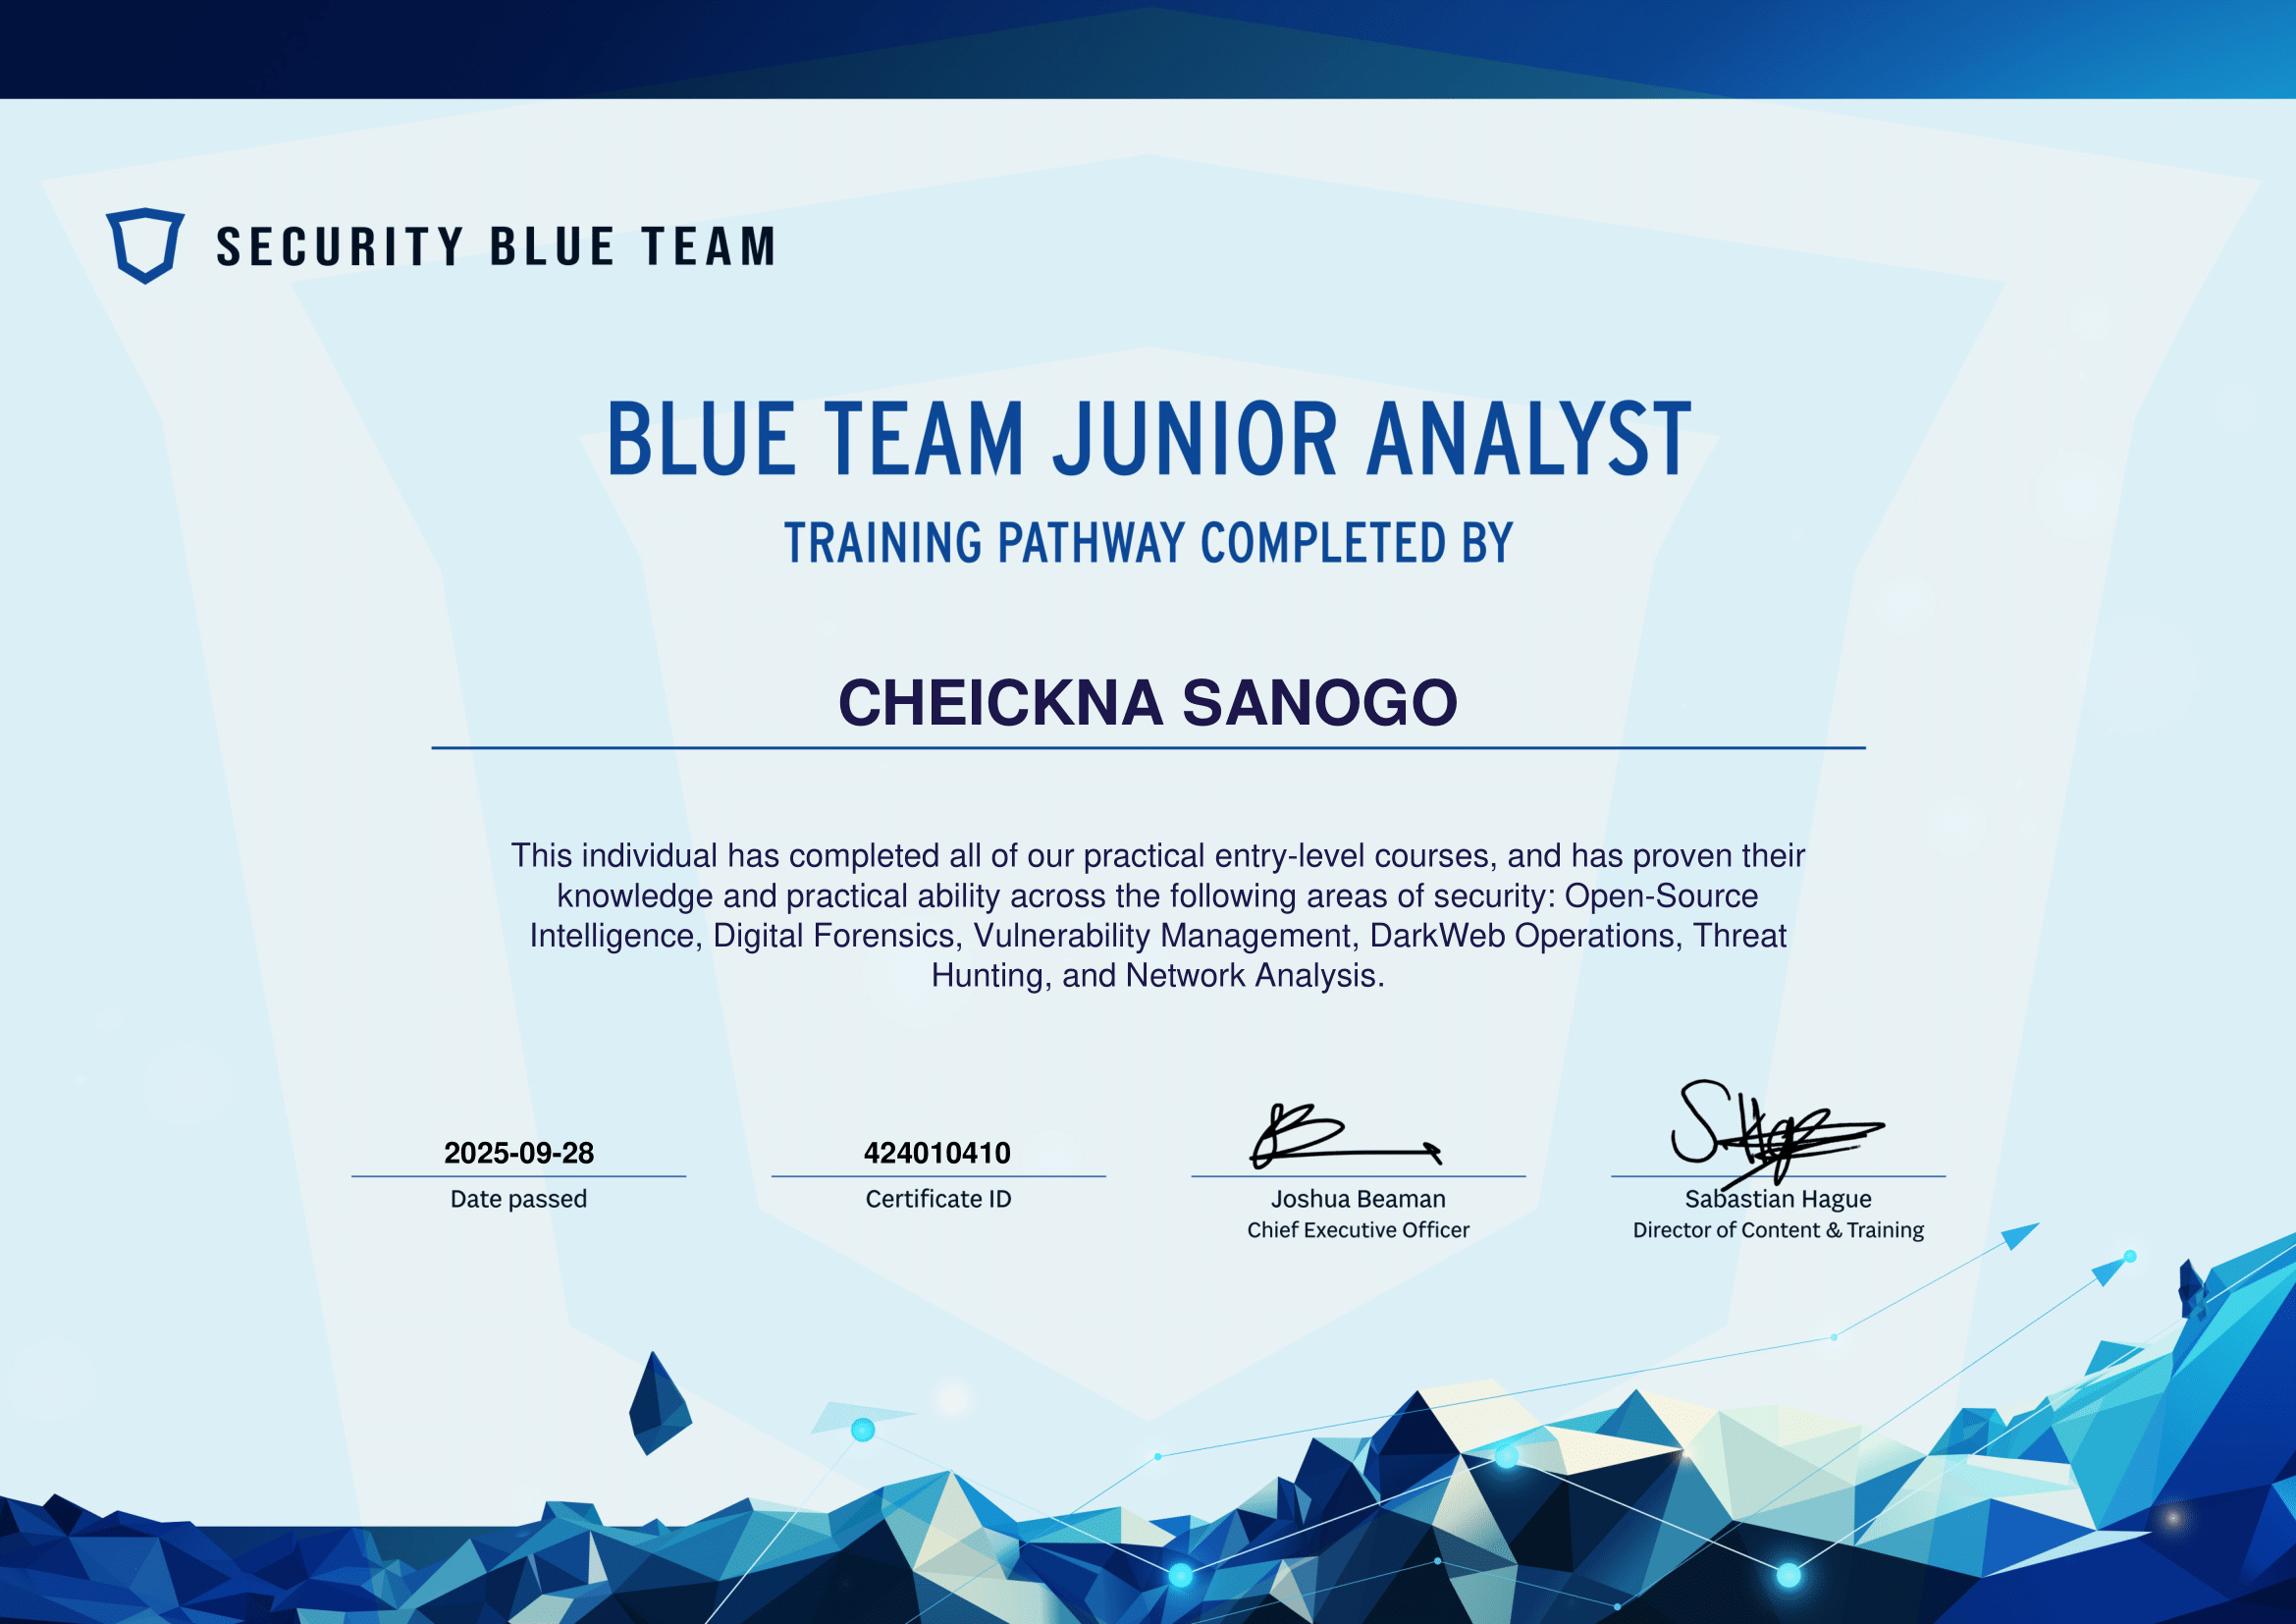 SECURITY BLUE TEAM
BLUE TEAM JUNIOR ANALYST
TRAINING PATHWAY COMPLETED BY
CHEICKNA SANOGO
This individual has completed all of our practical entry-level courses, and has proven their
knowledge and practical ability across the following areas of security: Open-Source
Intelligence, Digital Forensics, Vulnerability Management, DarkWeb Operations, Threat
Hunting, and Network Analysis.
2025-09-28
Date passed
424010410
Certificate ID
Joshua Beaman
Chief Executive Officer
Sabastian Hague
Director of Content & Training